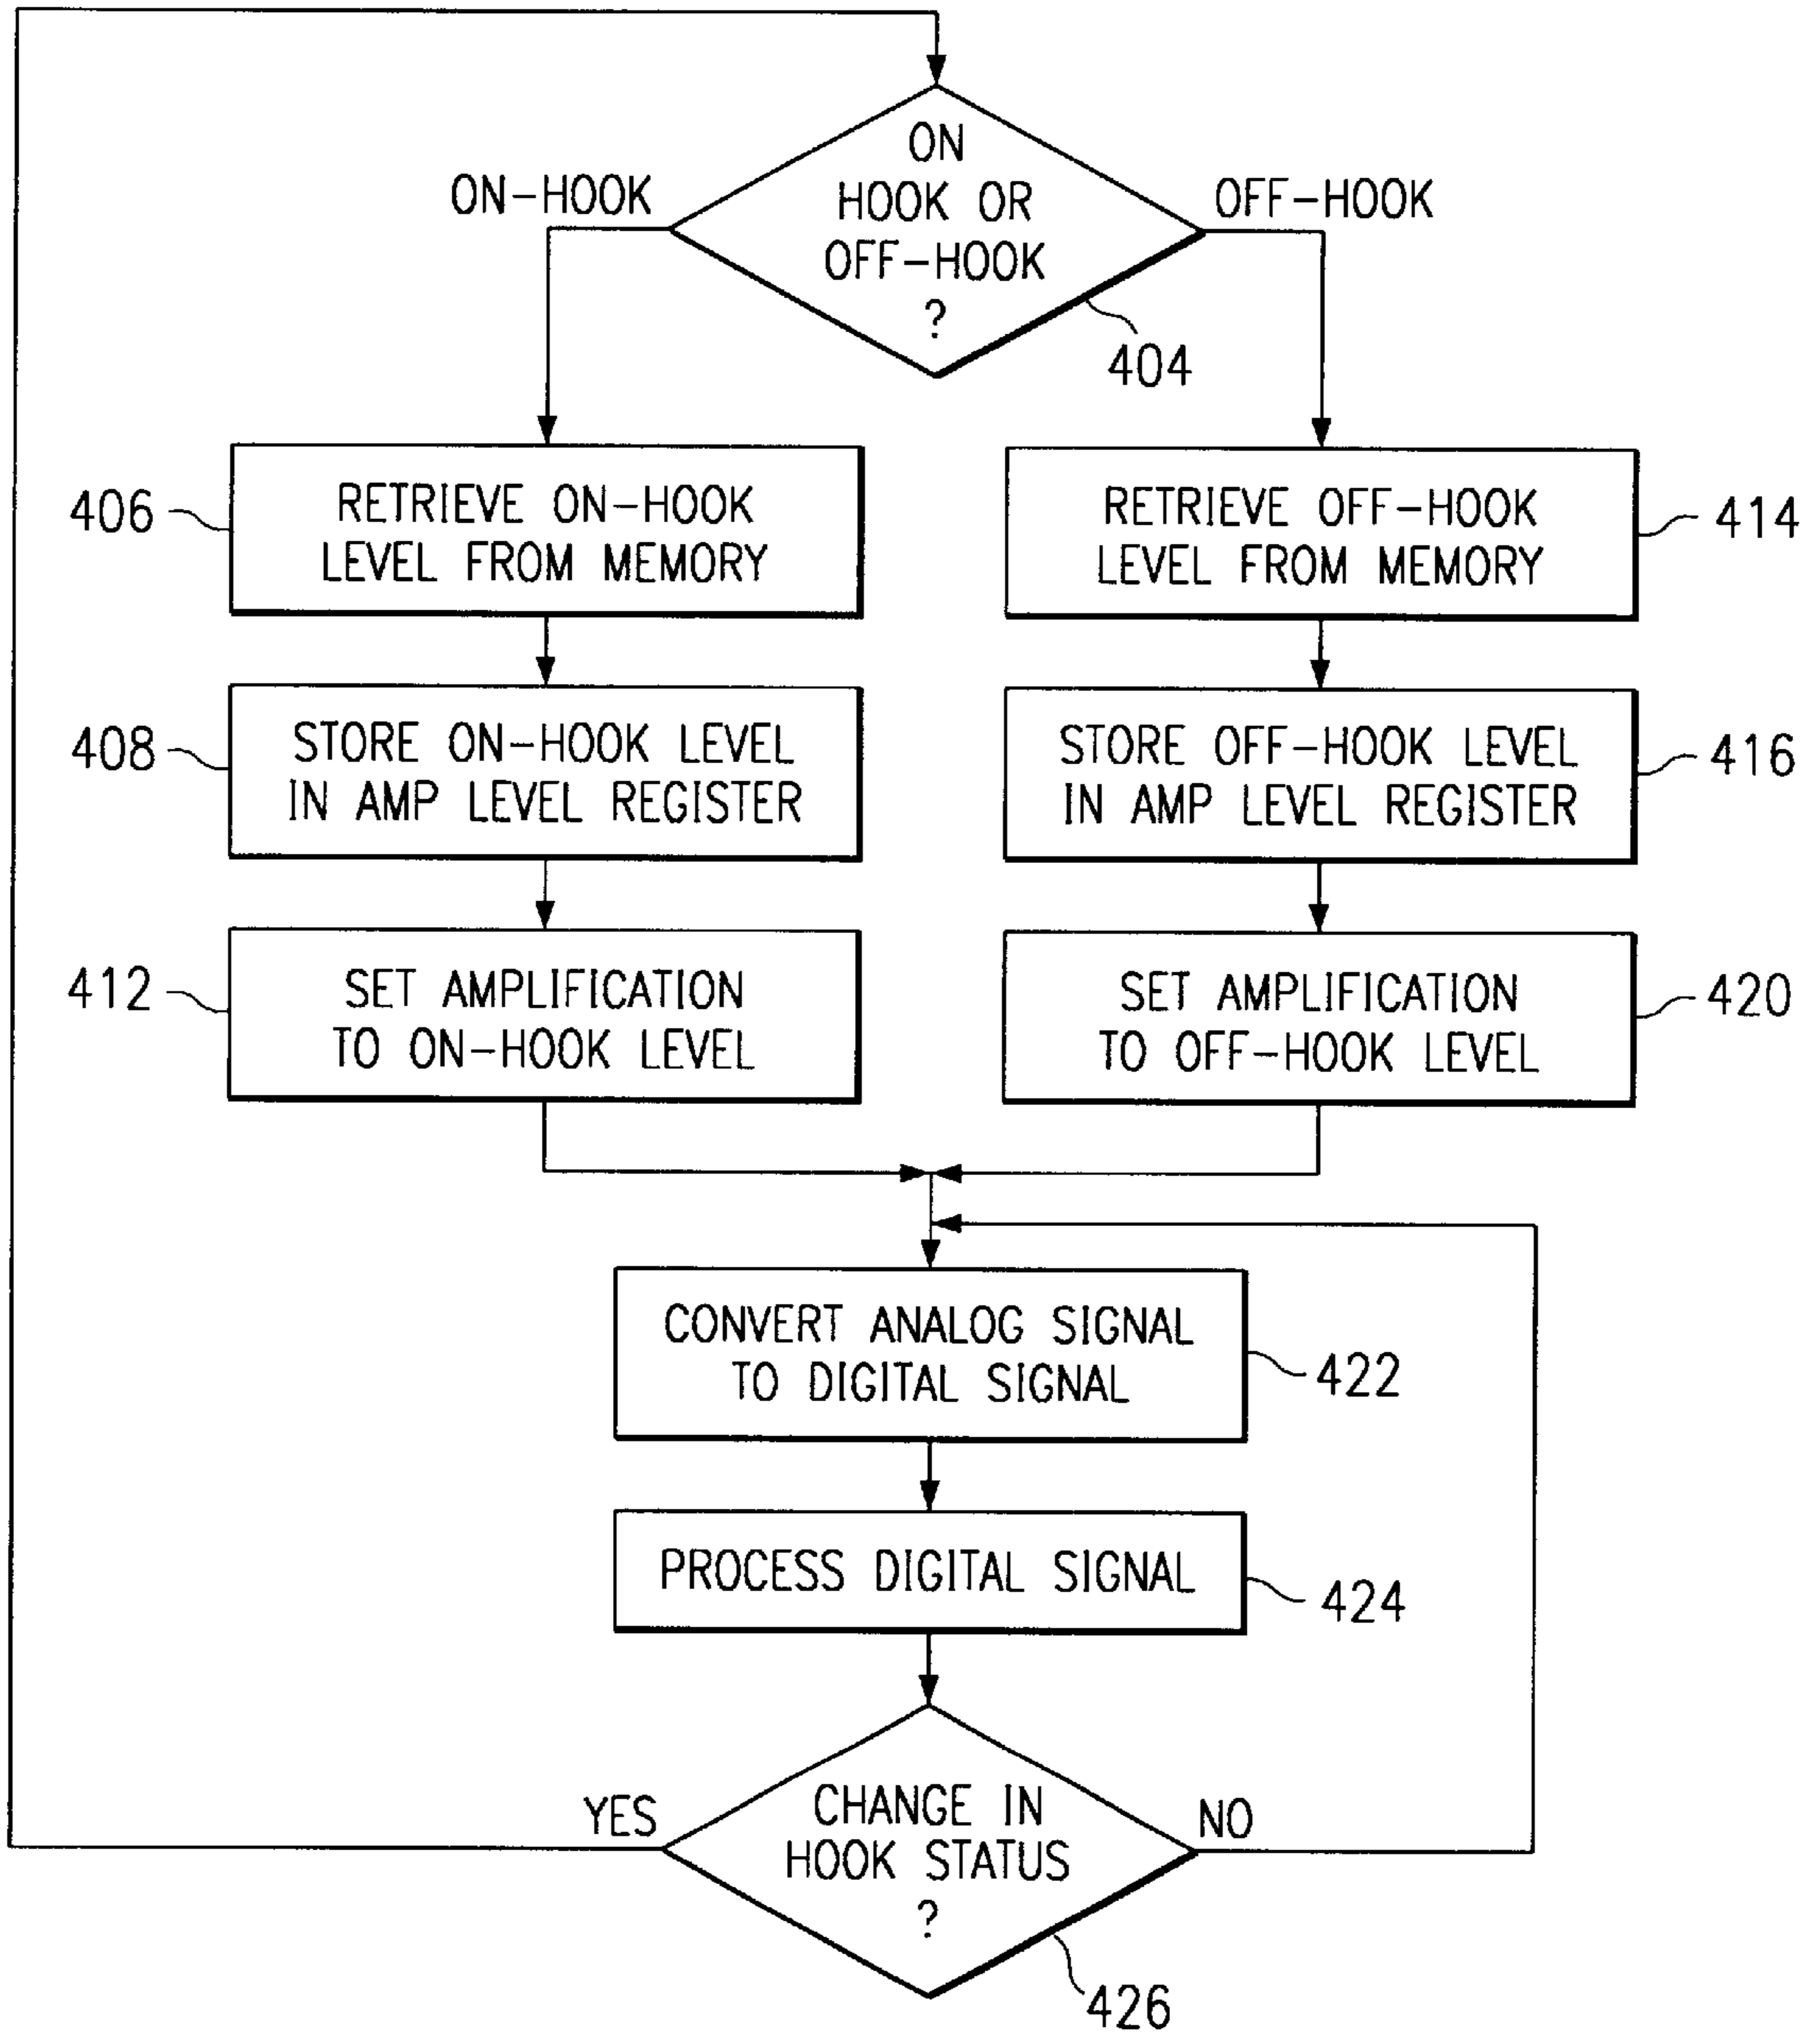 ON
HOOK OR
OFF-HOOK
?
ON-HOOK
OFF-HOOK
404
RETRIEVE ON-HOOK
LEVEL FROM MEMORY
406
RETRIEVE OFF-HOOK
LEVEL FROM MEMORY
414
STORE ON-HOOK LEVEL
IN AMP LEVEL REGISTER
408
STORE OFF-HOOK LEVEL
IN AMP LEVEL REGISTER
416
SET AMPLIFICATION
TO ON-HOOK LEVEL
412
SET AMPLIFICATION
TO OFF-HOOK LEVEL
420
CONVERT ANALOG SIGNAL
TO DIGITAL SIGNAL
422
PROCESS DIGITAL SIGNAL
424
YES
CHANGE IN
HOOK STATUS
?
NO
426